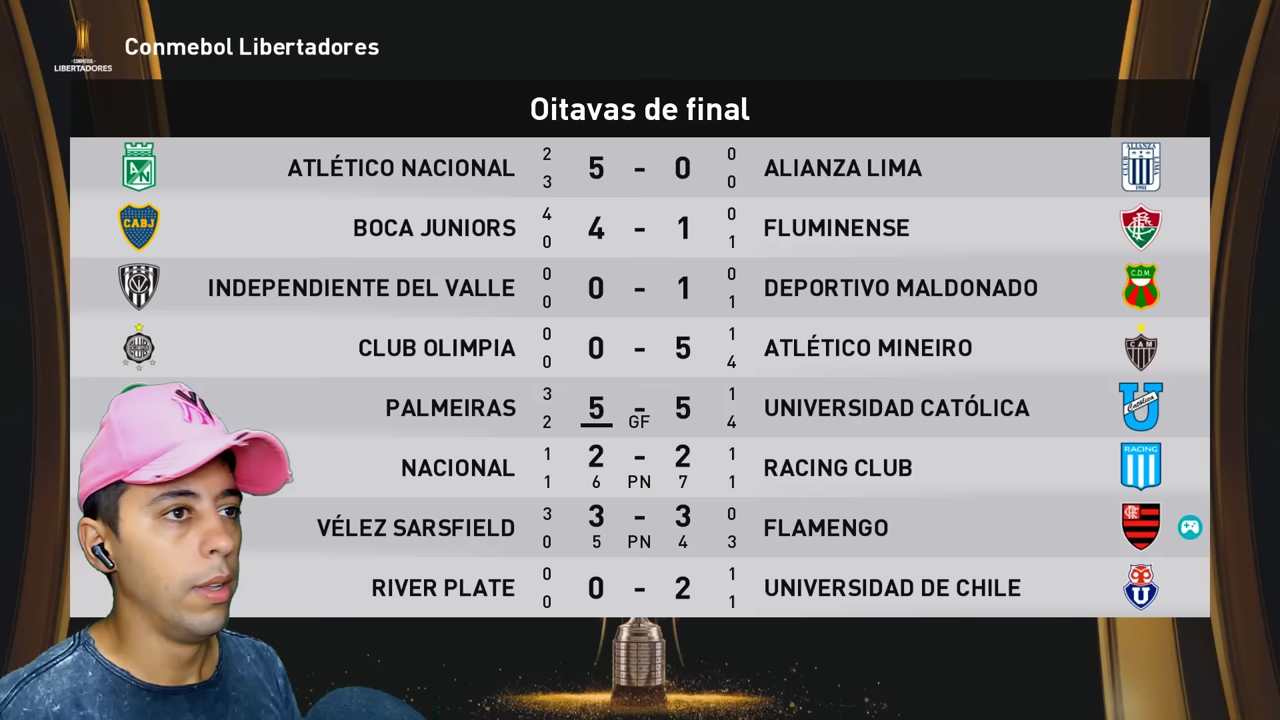 Conmebol Libertadores
CONMEBOL
LIBERTADORES
Oitavas de final
ATLÉTICO NACIONAL 2 3 5 - 0 0 0 ALIANZA LIMA
BOCA JUNIORS 4 0 4 - 1 0 1 FLUMINENSE
INDEPENDIENTE DEL VALLE 0 0 0 - 1 0 1 DEPORTIVO MALDONADO
CLUB OLIMPIA 0 0 0 - 5 1 4 ATLÉTICO MINEIRO
PALMEIRAS 3 2 5 - GF 5 1 4 UNIVERSIDAD CATÓLICA
NACIONAL 1 1 2 - 2 6 PN 7 1 1 RACING CLUB
VÉLEZ SARSFIELD 3 0 3 - 3 5 PN 4 0 3 FLAMENGO
RIVER PLATE 0 0 0 - 2 1 1 UNIVERSIDAD DE CHILE